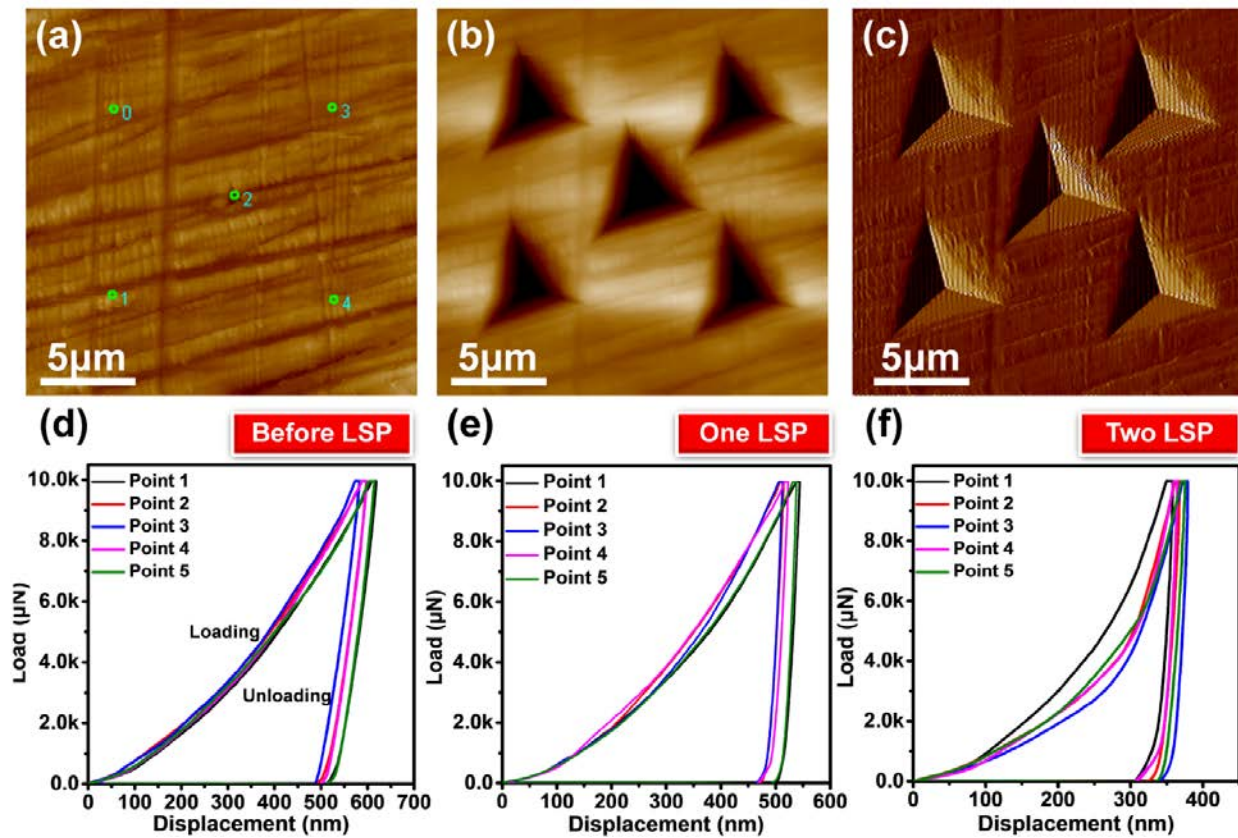 (a)
0
3
2
1
4
5μm
(b)
5μm
(c)
5μm
(d)
Before LSP
10.0k
8.0k
6.0k
4.0k
2.0k
0.0
Load (μN)
Point 1
Point 2
Point 3
Point 4
Point 5
Loading
Unloading
0 100 200 300 400 500 600 700
Displacement (nm)
(e)
One LSP
10.0k
8.0k
6.0k
4.0k
2.0k
0.0
Load (μN)
Point 1
Point 2
Point 3
Point 4
Point 5
0 100 200 300 400 500 600
Displacement (nm)
(f)
Two LSP
10.0k
8.0k
6.0k
4.0k
2.0k
0.0
Load (μN)
Point 1
Point 2
Point 3
Point 4
Point 5
0 100 200 300 400
Displacement (nm)